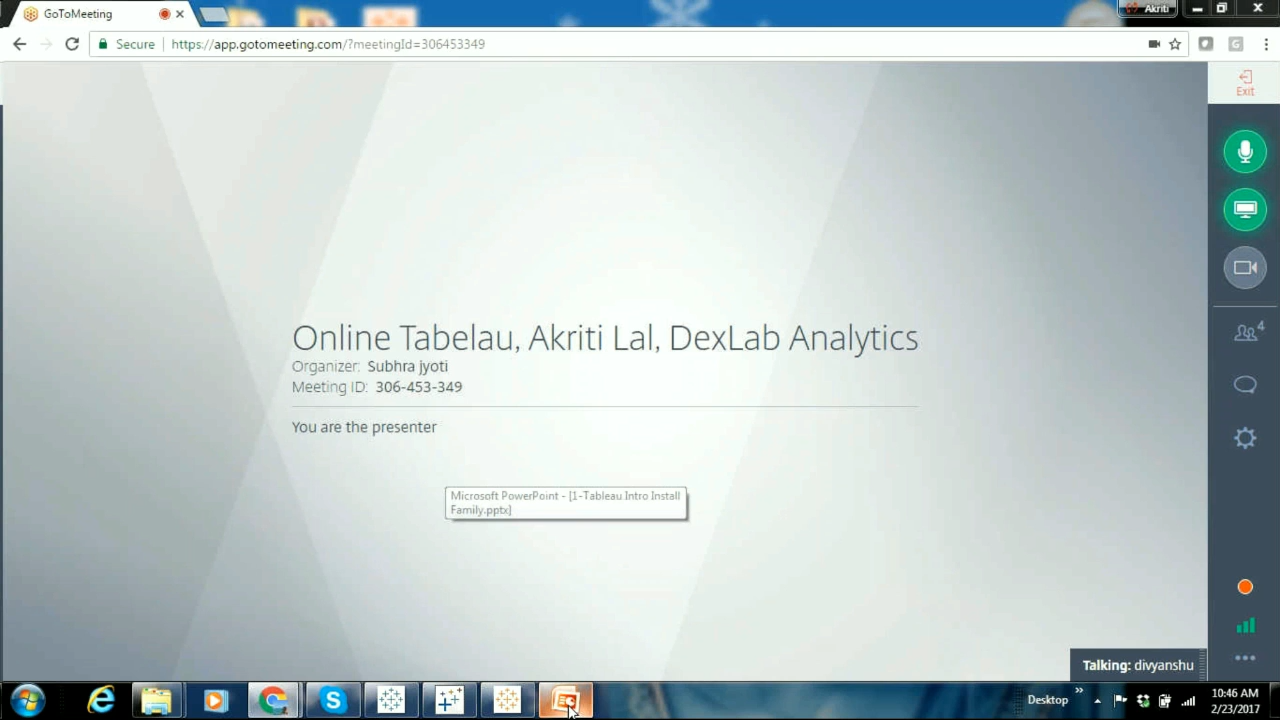 GoToMeeting
Akriti
Secure
https://app.gotomeeting.com/?meetingId=306453349
Exit
Online Tabelau, Akriti Lal, DexLab Analytics
Organizer: Subhra jyoti
Meeting ID: 306-453-349
4
You are the presenter
Microsoft PowerPoint - [1-Tableau.Intro Install
Family.pptx]
Talking: divyanshu
Desktop
10:46 AM
2/23/2017